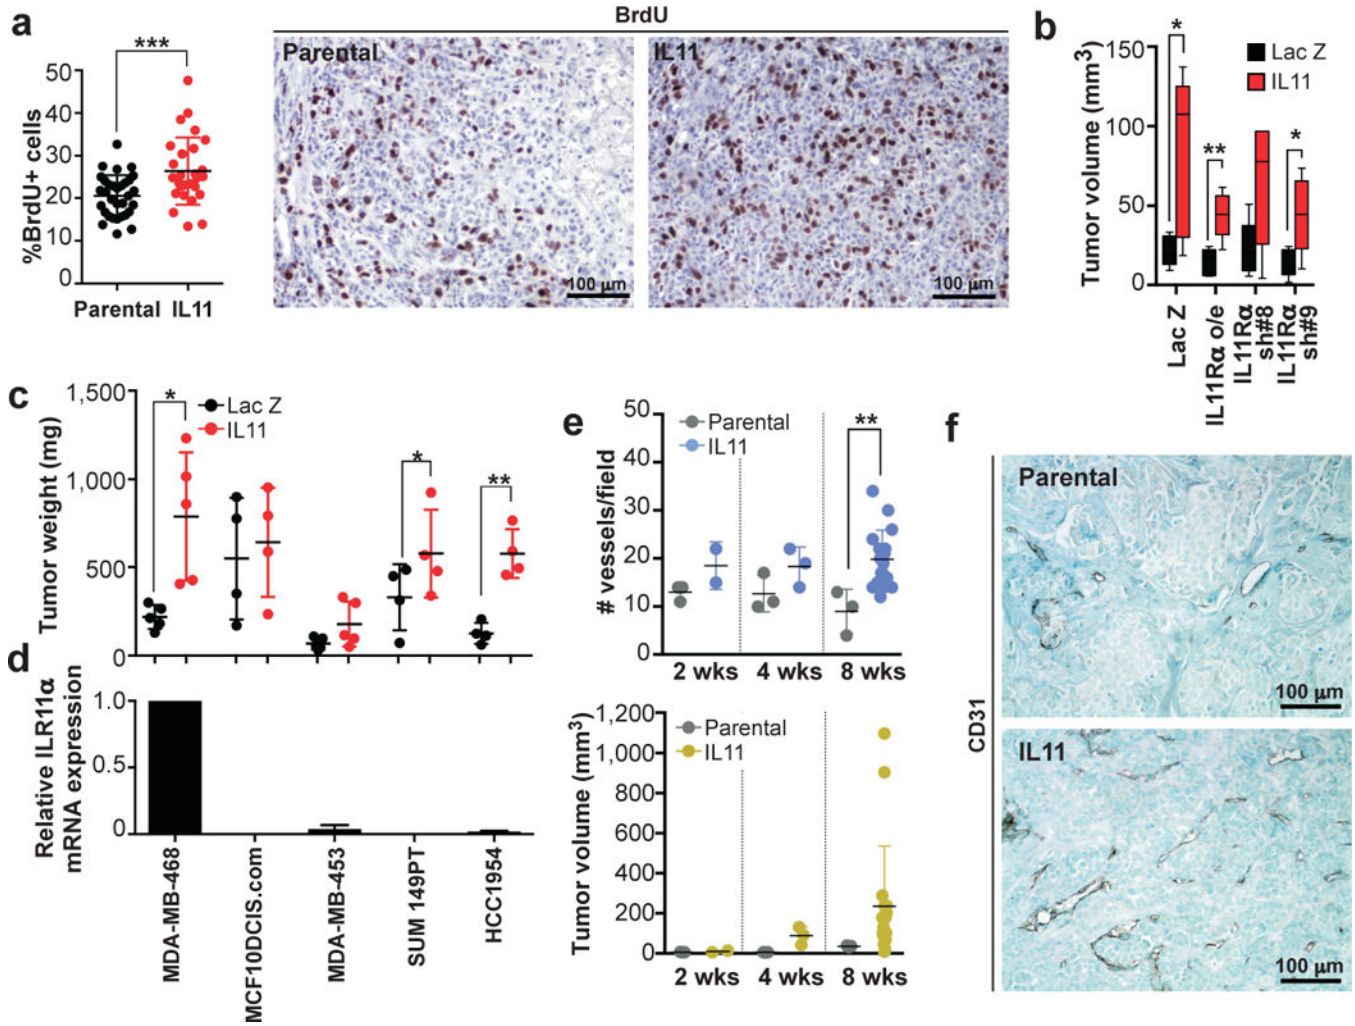 a
***
50
40
30
20
10
0
%BrdU+ cells
Parental IL11
BrdU
Parental
100 µm
IL11
100 µm
b
Lac Z
IL11
150
100
50
0
Tumor volume (mm3)
*
**
*
Lac Z
IL11Rα o/e
IL11Rα
sh#8
IL11Rα
sh#9
c
Lac Z
IL11
1,500
1,000
500
0
Tumor weight (mg)
*
*
**
d
1.0
0.5
0
Relative ILR11α
mRNA expression
MDA-MB-468
MCF10DCIS.com
MDA-MB-453
SUM 149PT
HCC1954
e
Parental
IL11
50
40
30
20
10
0
# vessels/field
**
2 wks 4 wks 8 wks
Parental
IL11
1,200
1,000
800
600
400
200
0
Tumor volume (mm3)
2 wks 4 wks 8 wks
f
CD31
Parental
100 µm
IL11
100 µm